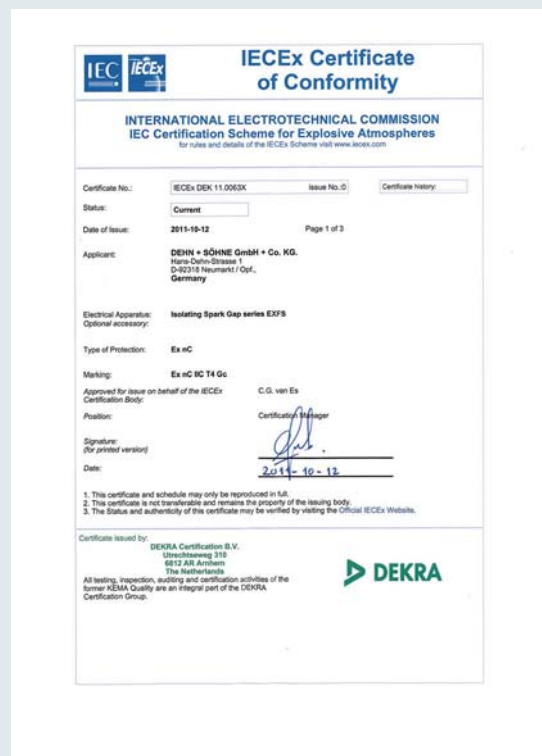 IEC IECEx
IECEx Certificate
of Conformity
INTERNATIONAL ELECTROTECHNICAL COMMISSION
IEC Certification Scheme for Explosive Atmospheres
for rules and details of the IECEx Scheme visit www.iecex.com
Certificate No.: IECEx DEK 11.0063X Issue No.:0 Certificate history:
Status: Current
Date of Issue: 2011-10-12 Page 1 of 3
Applicant: DEHN + SÖHNE GmbH + Co. KG.
Hans-Dehn-Strasse 1
D-92318 Neumarkt / Opf.,
Germany
Electrical Apparatus: Isolating Spark Gap series EXFS
Optional accessory:
Type of Protection: Ex nC
Marking: Ex nC IIC T4 Gc
Approved for issue on behalf of the IECEx C.G. van Es
Certification Body:
Position: Certification Manager
Signature:
(for printed version)
Date: 2011-10-12
1. This certificate and schedule may only be reproduced in full.
2. This certificate is not transferable and remains the property of the issuing body.
3. The Status and authenticity of this certificate may be verified by visiting the Official IECEx Website.
Certificate issued by:
DEKRA Certification B.V.
Utrechtseweg 310
6812 AR Arnhem
The Netherlands
DEKRA
All testing, inspection, auditing and certification activities of the
former KEMA Quality are an integral part of the DEKRA
Certification Group.